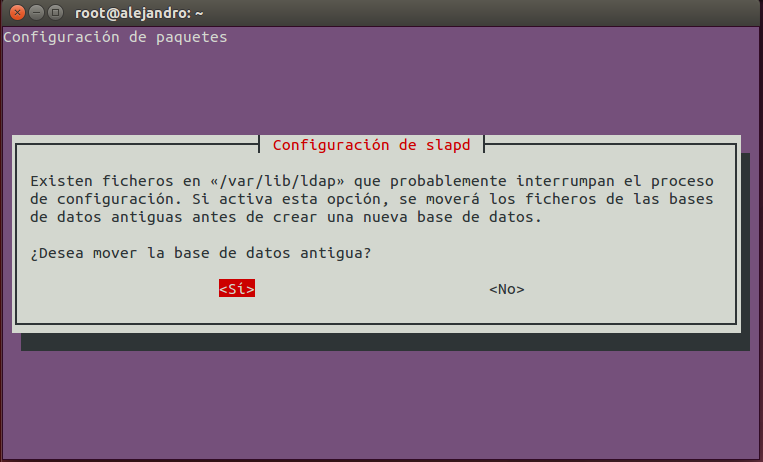 root@alejandro: ~
Configuración de paquetes
Configuración de slapd
Existen ficheros en «/var/lib/ldap» que probablemente interrumpan el proceso
de configuración. Si activa esta opción, se moverá los ficheros de las bases
de datos antiguas antes de crear una nueva base de datos.
¿Desea mover la base de datos antigua?
<Sí> <No>